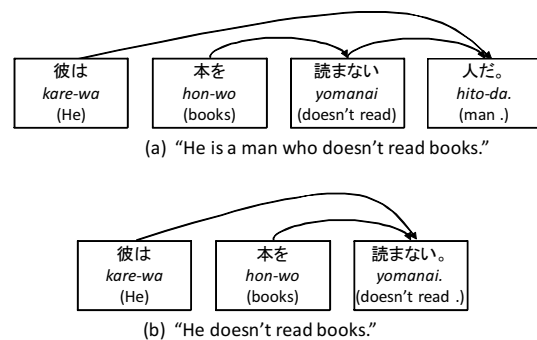 彼は 本を 読まない 人だ。
kare-wa hon-wo yomanai hito-da.
(He) (books) (doesn't read) (man .)
(a) “He is a man who doesn't read books.”
彼は 本を 読まない。
kare-wa hon-wo yomanai.
(He) (books) (doesn't read .)
(b) “He doesn't read books.”